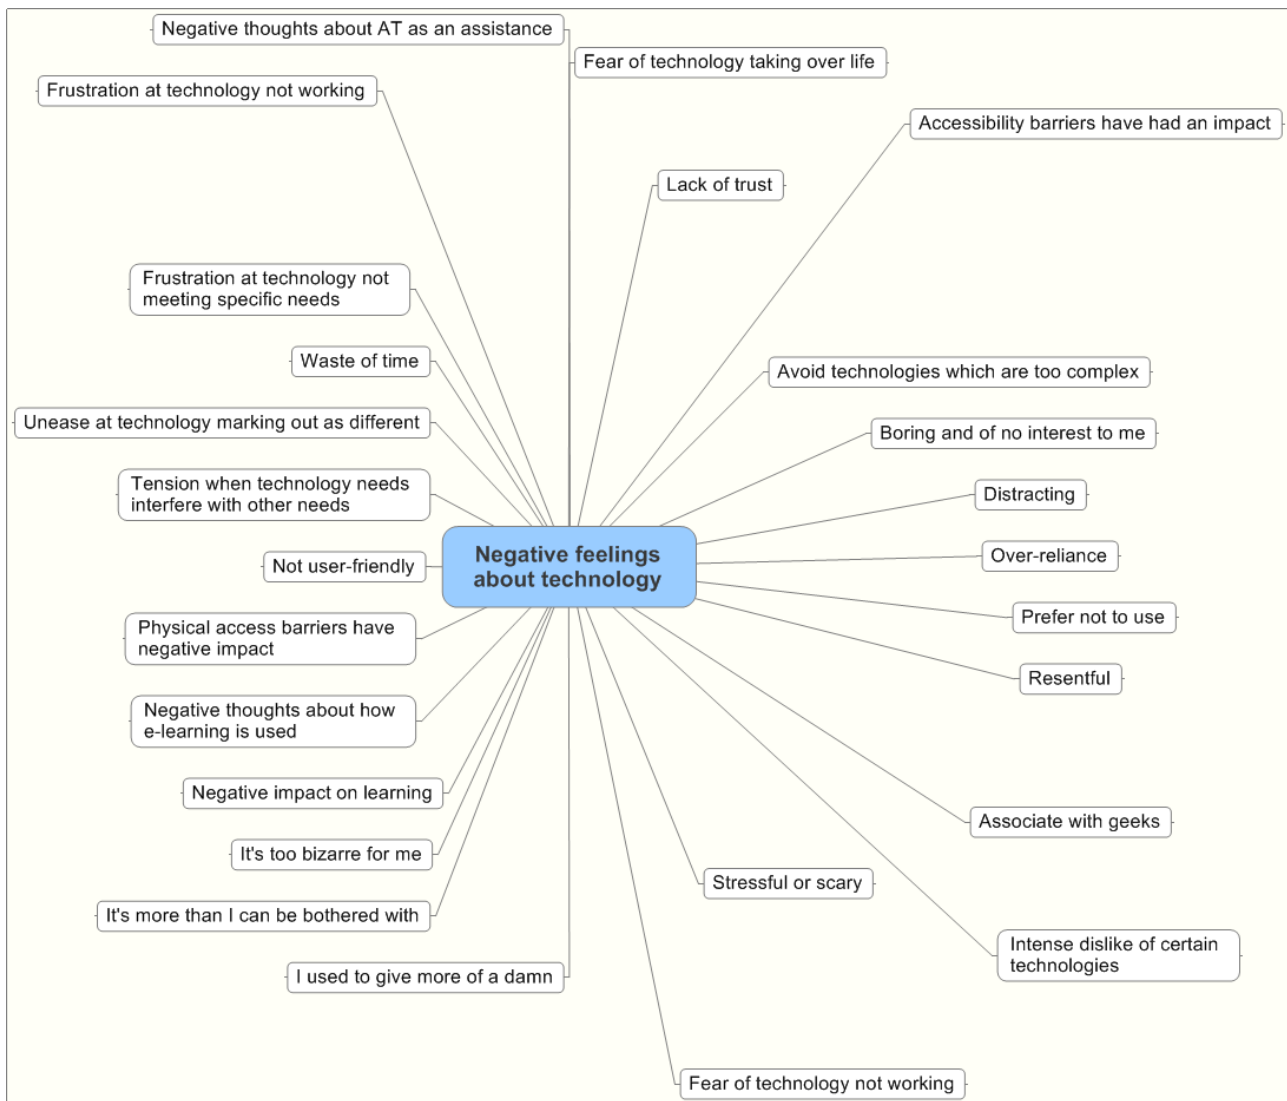 Negative thoughts about AT as an assistance
Fear of technology taking over life
Frustration at technology not working
Accessibility barriers have had an impact
Lack of trust
Frustration at technology not
meeting specific needs
Waste of time
Avoid technologies which are too complex
Unease at technology marking out as different
Boring and of no interest to me
Tension when technology needs
interfere with other needs
Distracting
Negative feelings
about technology
Not user-friendly
Over-reliance
Prefer not to use
Physical access barriers have
negative impact
Resentful
Negative thoughts about how
e-learning is used
Negative impact on learning
Associate with geeks
It's too bizarre for me
Stressful or scary
It's more than I can be bothered with
Intense dislike of certain
technologies
I used to give more of a damn
Fear of technology not working